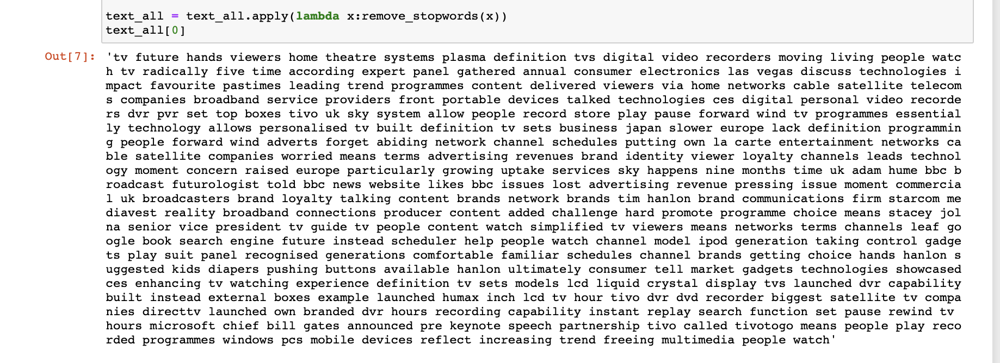 text_all = text_all.apply(lambda x:remove_stopwords(x))
text_all[0]
Out[7]: 'tv future hands viewers home theatre systems plasma definition tvs digital video recorders moving living people watc
h tv radically five time according expert panel gathered annual consumer electronics las vegas discuss technologies i
mpact favourite pastimes leading trend programmes content delivered viewers via home networks cable satellite telecom
s companies broadband service providers front portable devices talked technologies ces digital personal video recorde
rs dvr pvr set top boxes tivo uk sky system allow people record store play pause forward wind tv programmes essential
ly technology allows personalised tv built definition tv sets business japan slower europe lack definition programmin
g people forward wind adverts forget abiding network channel schedules putting own la carte entertainment networks ca
ble satellite companies worried means terms advertising revenues brand identity viewer loyalty channels leads technol
ogy moment concern raised europe particularly growing uptake services sky happens nine months time uk adam hume bbc b
roadcast futurologist told bbc news website likes bbc issues lost advertising revenue pressing issue moment commercia
l uk broadcasters brand loyalty talking content brands network brands tim hanlon brand communications firm starcom me
diavest reality broadband connections producer content added challenge hard promote programme choice means stacey jol
na senior vice president tv guide tv people content watch simplified tv viewers means networks terms channels leaf go
ogle book search engine future instead scheduler help people watch channel model ipod generation taking control gadge
ts play suit panel recognised generations comfortable familiar schedules channel brands getting choice hands hanlon s
uggested kids diapers pushing buttons available hanlon ultimately consumer tell market gadgets technologies showcased
ces enhancing tv watching experience definition tv sets models lcd liquid crystal display tvs launched dvr capability
built instead external boxes example launched humax inch lcd tv hour tivo dvr dvd recorder biggest satellite tv compa
nies directtv launched own branded dvr hours recording capability instant replay search function set pause rewind tv
hours microsoft chief bill gates announced pre keynote speech partnership tivo called tivotogo means people play reco
rded programmes windows pcs mobile devices reflect increasing trend freeing multimedia people watch'